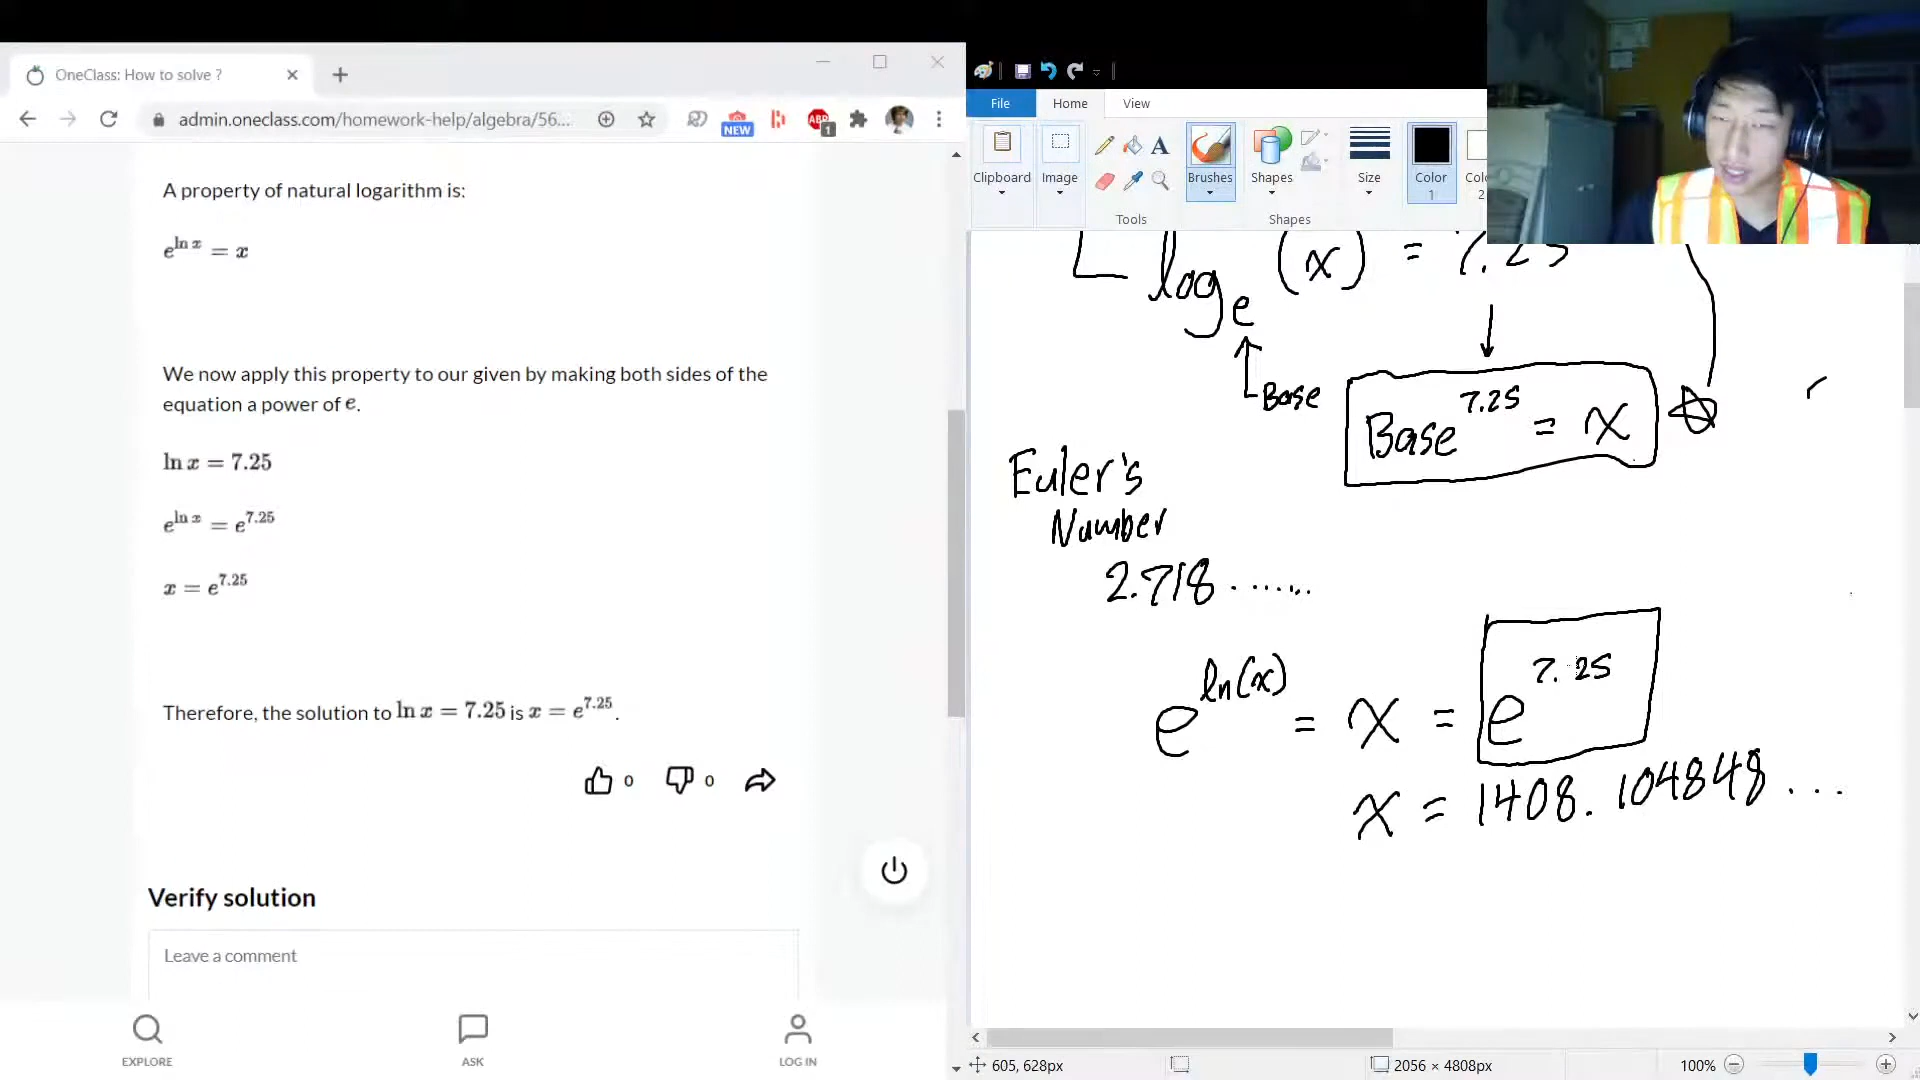 OneClass: How to solve ?
admin.oneclass.com/homework-help/algebra/56...
NEW
ABP
1
A property of natural logarithm is:
e^{ln x} = x
We now apply this property to our given by making both sides of the
equation a power of e.
ln x = 7.25
e^{ln x} = e^{7.25}
x = e^{7.25}
Therefore, the solution to ln x = 7.25 is x = e^{7.25}.
0 0
Verify solution
Leave a comment
EXPLORE ASK LOG IN
File Home View
Clipboard Image Brushes Shapes Size Color
1 2
Tools Shapes
log_e (x) = 7.25
Base
Base^{7.25} = x
Euler's
Number
2.718 ......
e^{ln(x)} = x = e^{7.25}
x = 1408.104848...
605, 628px 2056 × 4808px 100%